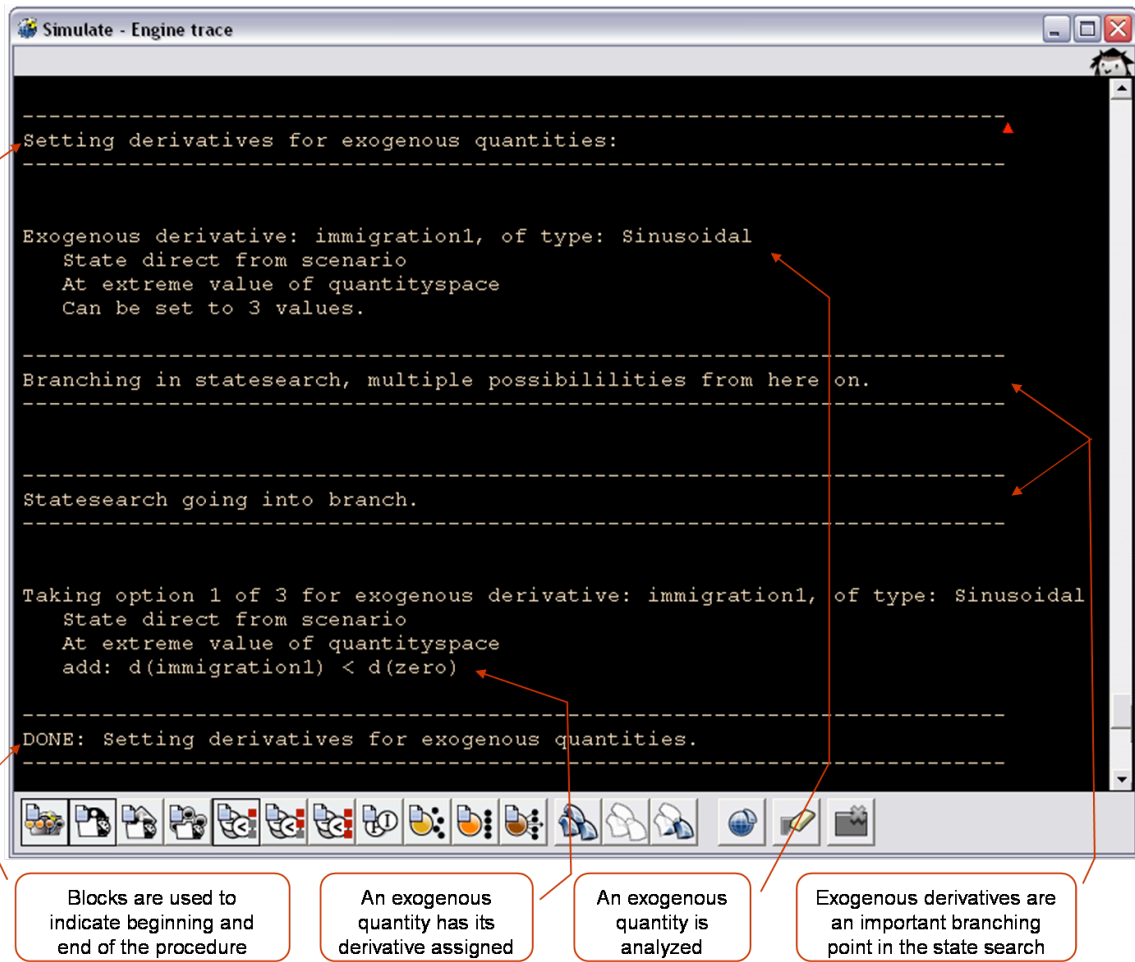 Simulate - Engine trace
Setting derivatives for exogenous quantities:
Exogenous derivative: immigration1, of type: Sinusoidal
State direct from scenario
At extreme value of quantityspace
Can be set to 3 values.
Branching in statesearch, multiple possibililities from here on.
Statesearch going into branch.
Taking option 1 of 3 for exogenous derivative: immigration1, of type: Sinusoidal
State direct from scenario
At extreme value of quantityspace
add: d(immigration1) < d(zero)
DONE: Setting derivatives for exogenous quantities.
Blocks are used to
indicate beginning and
end of the procedure
An exogenous
quantity has its
derivative assigned
An exogenous
quantity is
analyzed
Exogenous derivatives are
an important branching
point in the state search